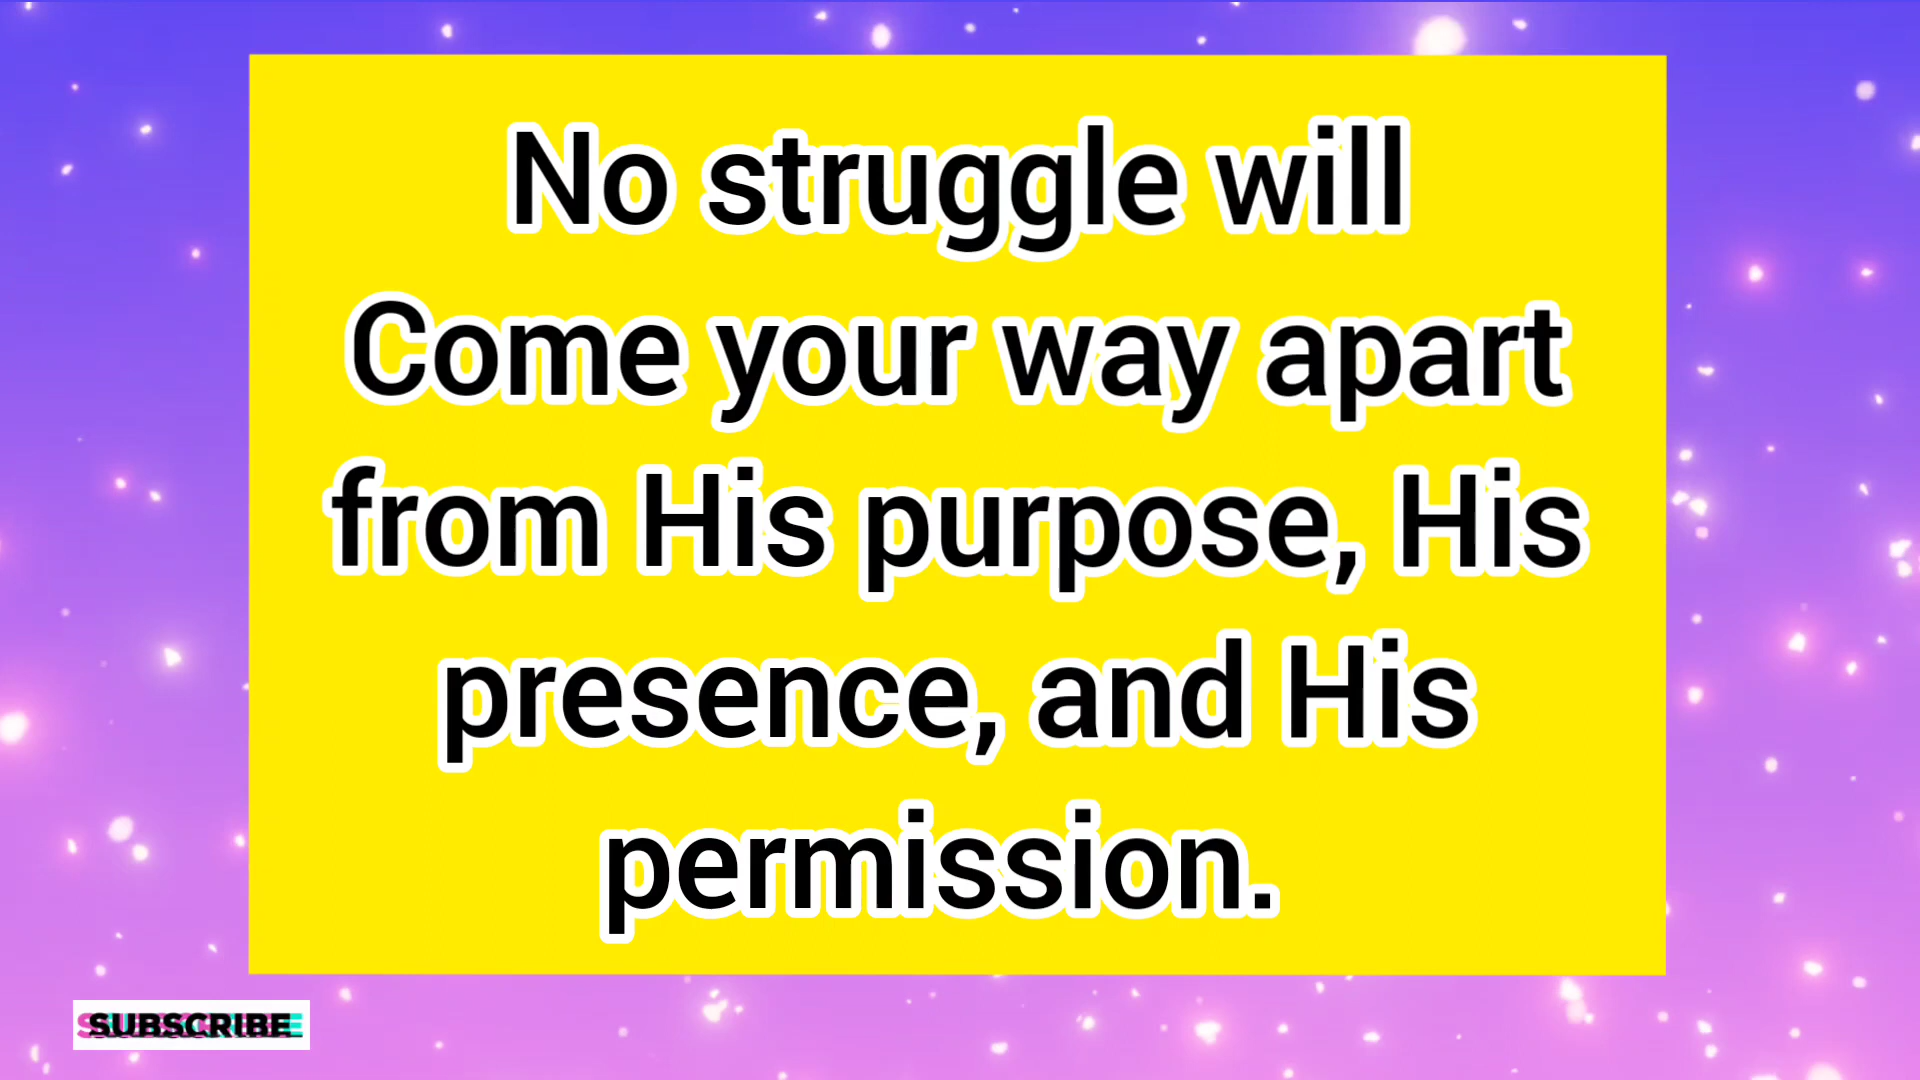 No struggle will
Come your way apart
from His purpose, His
presence, and His
permission.
SUBSCRIBE